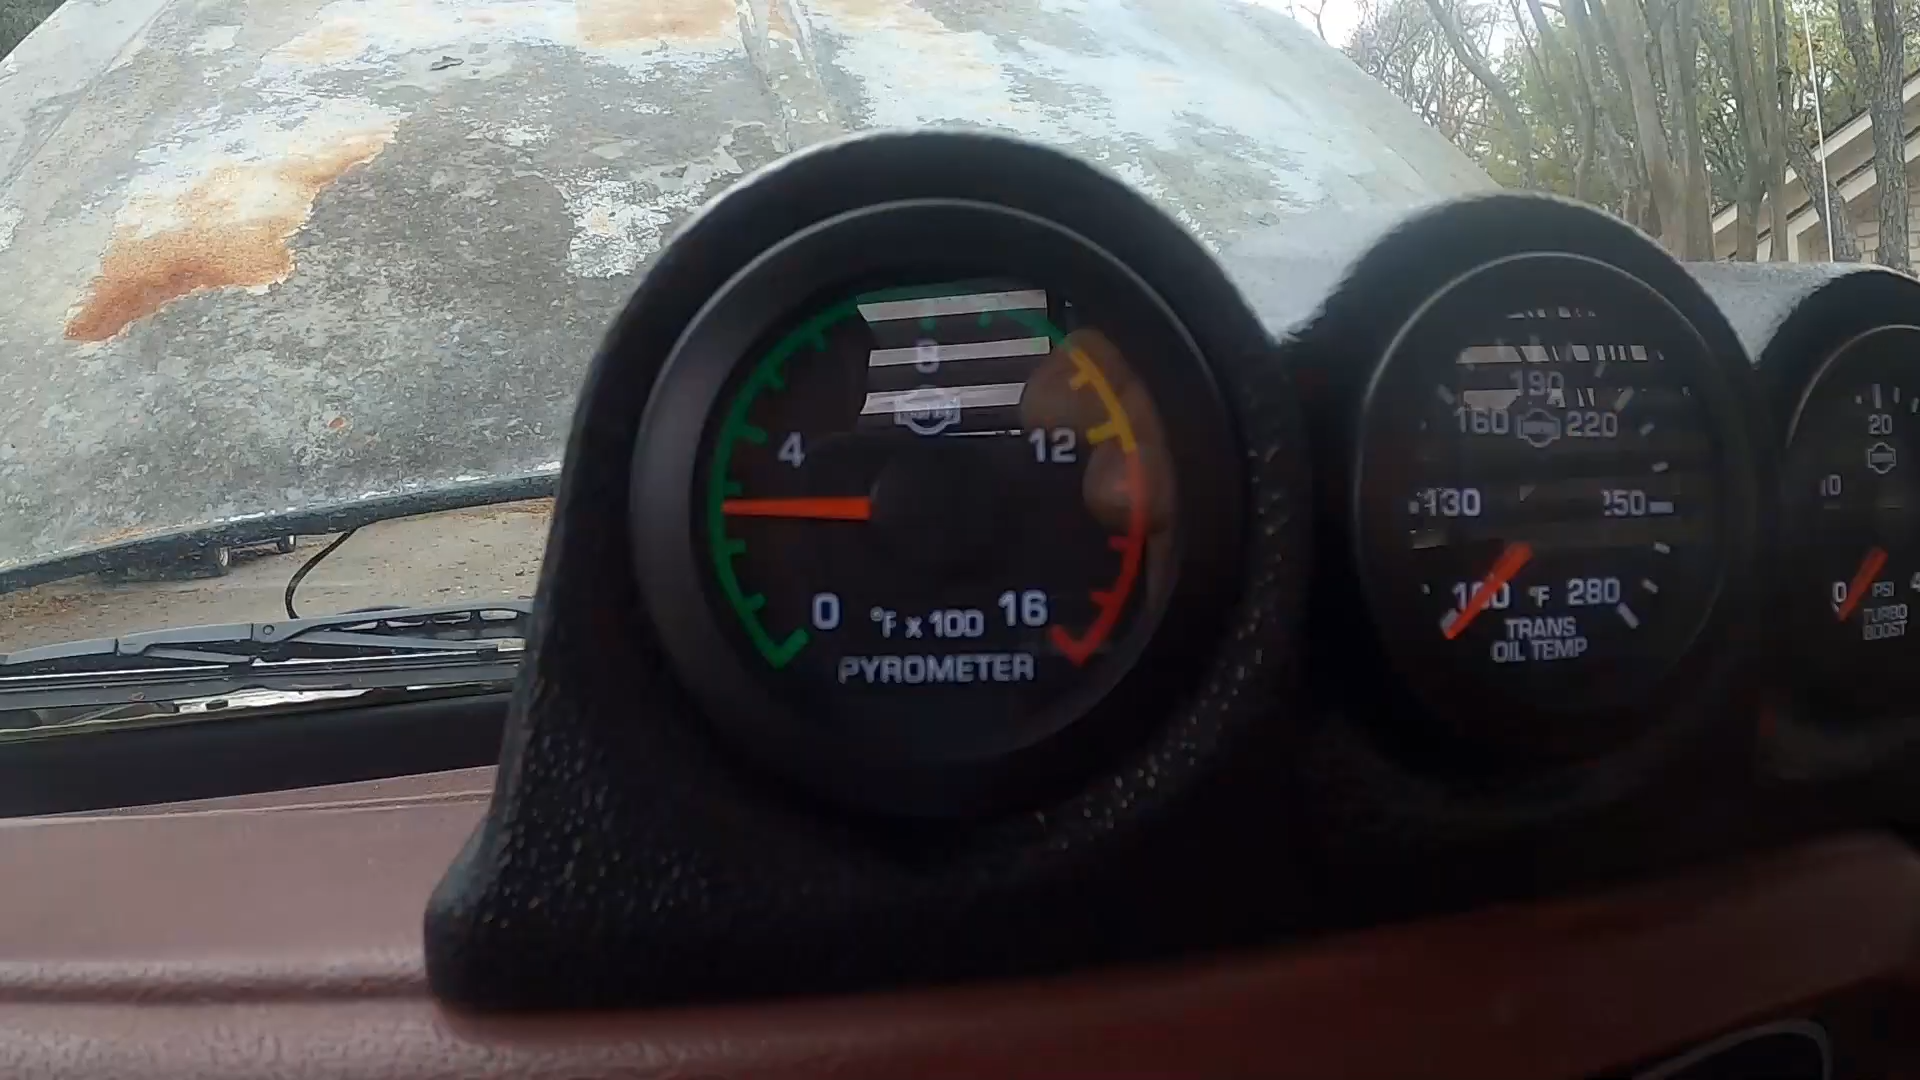 8
4 12
0 °F x 100 16
PYROMETER
190
160 220
130 250
100 °F 280
TRANS
OIL TEMP
20
10
0 PSI
TURBO
BOOST